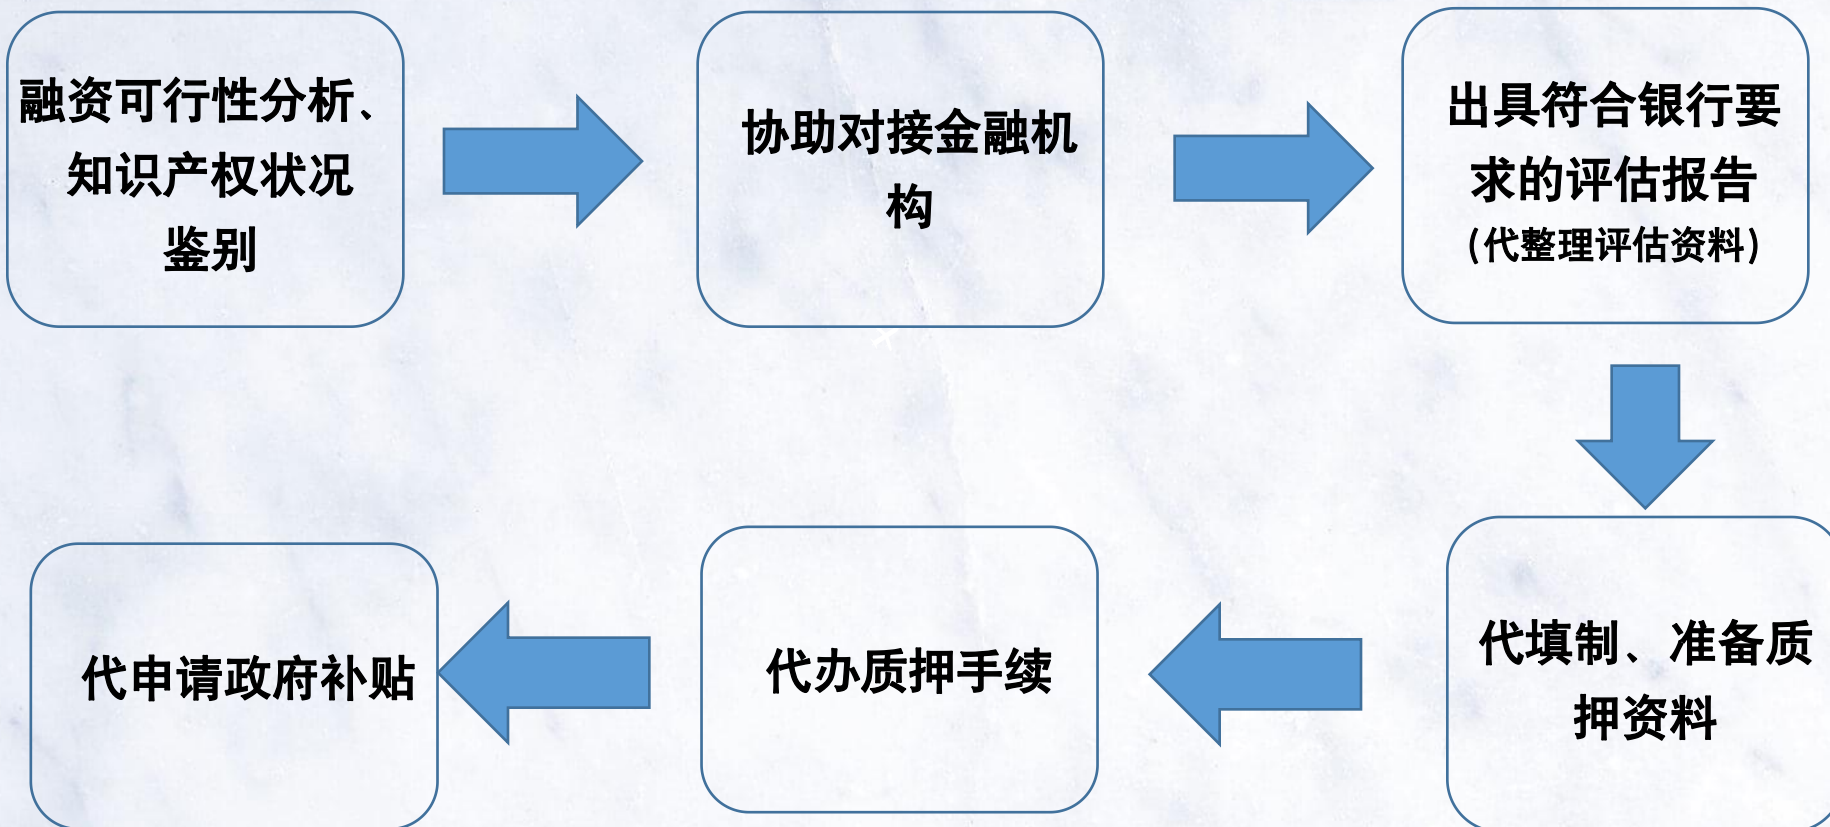 融资可行性分析、
知识产权状况
鉴别
协助对接金融机
构
出具符合银行要
求的评估报告
(代整理评估资料)
代填制、准备质
押资料
代办质押手续
代申请政府补贴